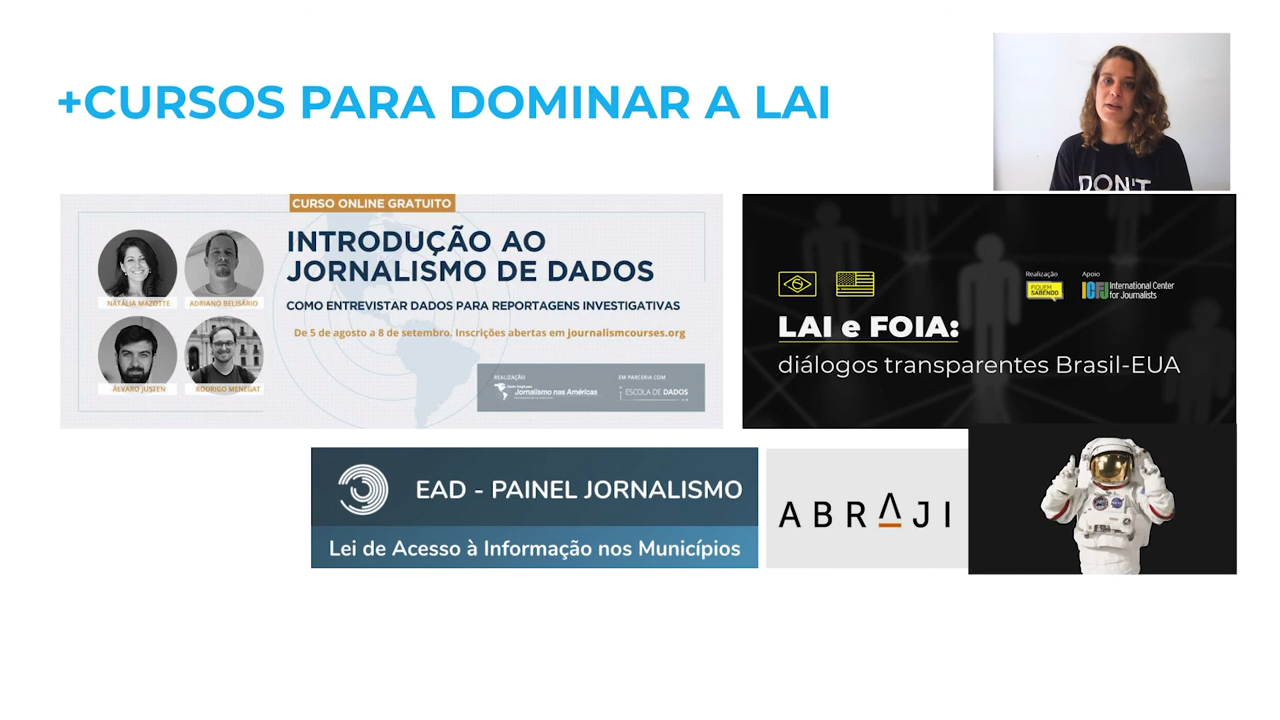 +CURSOS PARA DOMINAR A LAI
DON'T
CURSO ONLINE GRATUITO
INTRODUÇÃO AO
JORNALISMO DE DADOS
COMO ENTREVISTAR DADOS PARA REPORTAGENS INVESTIGATIVAS
De 5 de agosto a 8 de setembro. Inscrições abertas em journalismcourses.org
NATÁLIA MAZOTTE
ADRIANO BELISÁRIO
ÁLVARO JUSTEN
RODRIGO MENEGAT
REALIZAÇÃO
Jornalismo nas Américas
EM PARCERIA COM
ESCOLA DE DADOS
Realização
FIQUEM
SABENDO
Apoio
ICFJ International Center
for Journalists
LAI e FOIA:
diálogos transparentes Brasil-EUA
EAD - PAINEL JORNALISMO
Lei de Acesso à Informação nos Municípios
ABRAJI